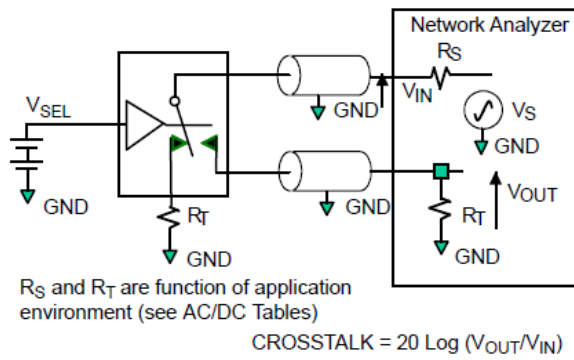 Network Analyzer
RS
GND
VIN
VS
VSEL
GND
GND
VOUT
GND
RT
RT
GND
GND
RS and RT are function of application
environment (see AC/DC Tables)
CROSSTALK = 20 Log (VOUT/VIN)